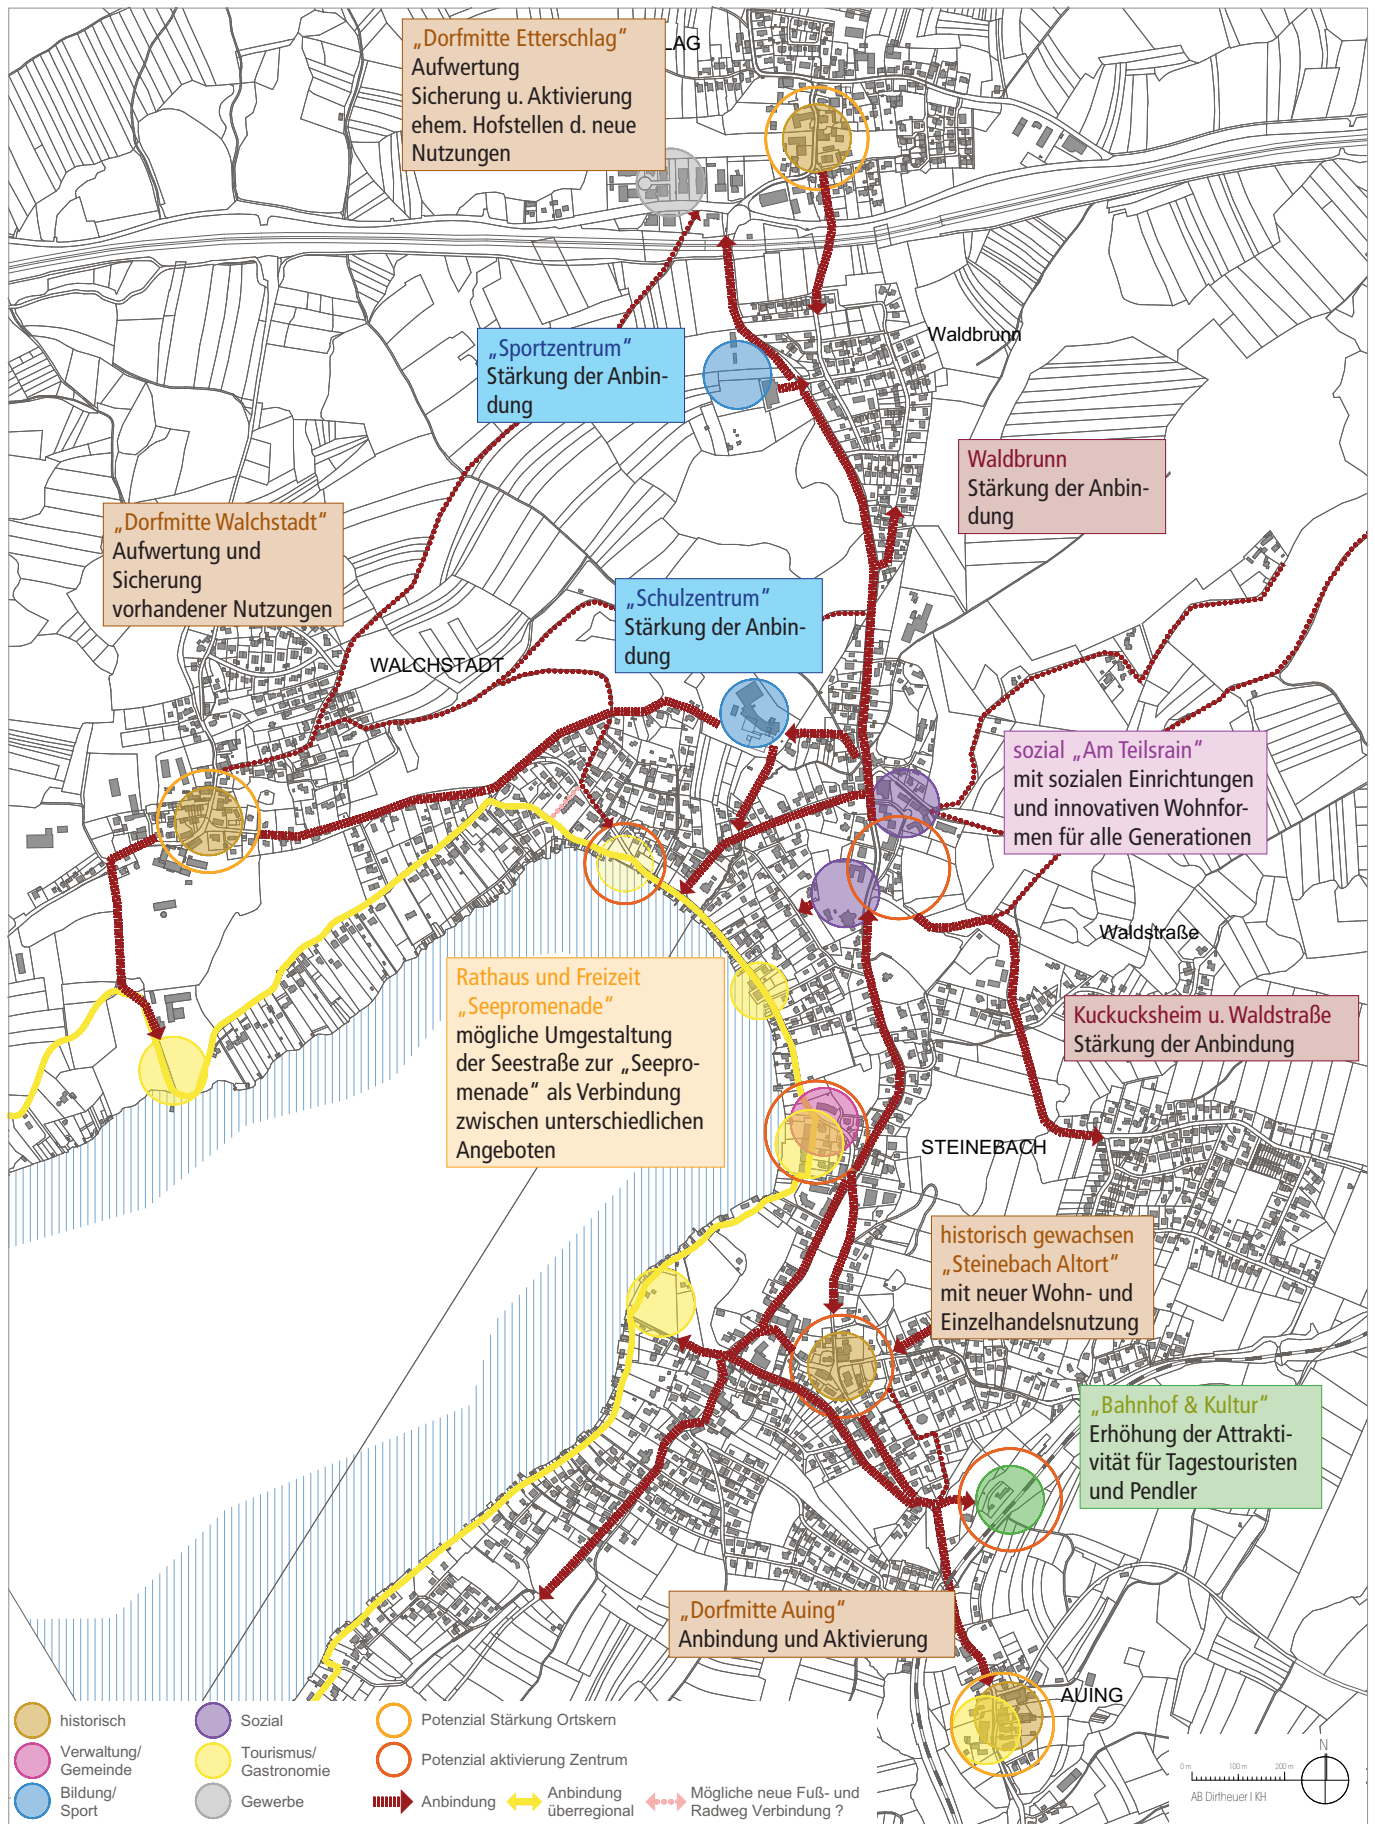 „Dorfmitte Etterschlag“
Aufwertung
Sicherung u. Aktivierung
ehem. Hofstellen d. neue
Nutzungen
LAG
„Sportzentrum“
Stärkung der Anbin-
dung
Waldbrunn
Waldbrunn
Stärkung der Anbin-
dung
„Dorfmitte Walchstadt“
Aufwertung und
Sicherung
vorhandener Nutzungen
„Schulzentrum“
Stärkung der Anbin-
dung
WALCHSTADT
sozial „Am Teilsrain“
mit sozialen Einrichtungen
und innovativen Wohnfor-
men für alle Generationen
Waldstraße
Rathaus und Freizeit
„Seepromenade“
mögliche Umgestaltung
der Seestraße zur „Seepro-
menade“ als Verbindung
zwischen unterschiedlichen
Angeboten
Kuckucksheim u. Waldstraße
Stärkung der Anbindung
STEINEBACH
historisch gewachsen
„Steinebach Altort“
mit neuer Wohn- und
Einzelhandelsnutzung
„Bahnhof & Kultur“
Erhöhung der Attrakti-
vität für Tagestouristen
und Pendler
„Dorfmitte Auing“
Anbindung und Aktivierung
AUING
historisch
Verwaltung/
Gemeinde
Bildung/
Sport
Sozial
Tourismus/
Gastronomie
Gewerbe
Potenzial Stärkung Ortskern
Potenzial aktivierung Zentrum
Anbindung
Anbindung
überregional
Mögliche neue Fuß- und
Radweg Verbindung ?
N
0 m 100 m 200 m
AB Dirtheuer I KH